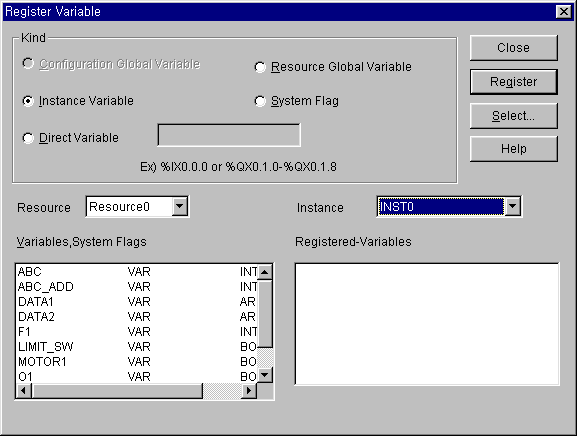 Register Variable
Kind
Configuration Global Variable
Resource Global Variable
Instance Variable
System Flag
Direct Variable
Ex) %IX0.0.0 or %QX0.1.0-%QX0.1.8
Close
Register
Select...
Help
Resource Resource0
Instance INST0
Variables,System Flags
Registered-Variables
ABC VAR INT
ABC_ADD VAR INT
DATA1 VAR AR
DATA2 VAR AR
F1 VAR INT
LIMIT_SW VAR BO
MOTOR1 VAR BO
O1 VAR BO